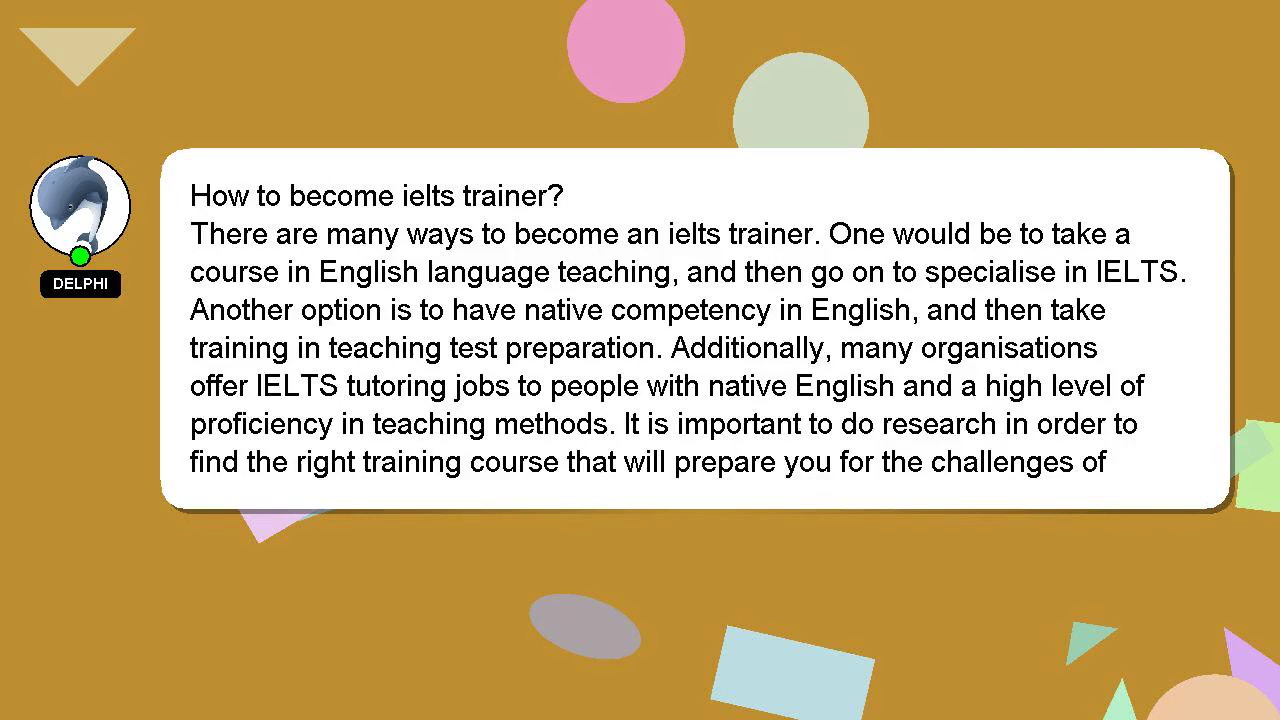 How to become ielts trainer?
There are many ways to become an ielts trainer. One would be to take a
course in English language teaching, and then go on to specialise in IELTS.
Another option is to have native competency in English, and then take
training in teaching test preparation. Additionally, many organisations
offer IELTS tutoring jobs to people with native English and a high level of
proficiency in teaching methods. It is important to do research in order to
find the right training course that will prepare you for the challenges of
DELPHI